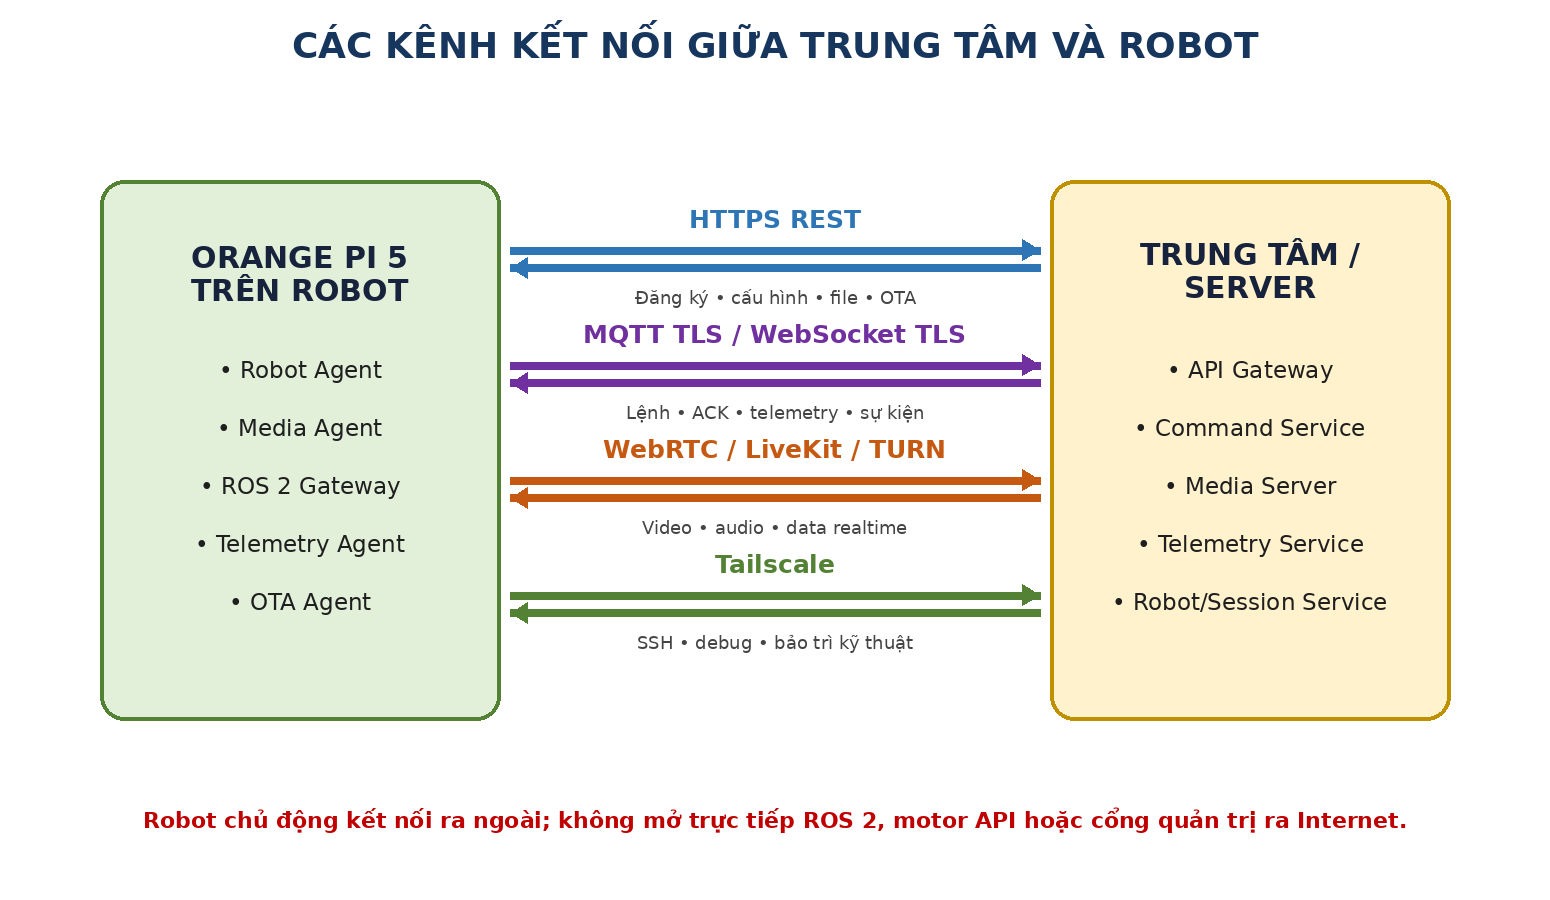 CÁC KÊNH KẾT NỐI GIỮA TRUNG TÂM VÀ ROBOT
ORANGE PI 5
TRÊN ROBOT
• Robot Agent
• Media Agent
• ROS 2 Gateway
• Telemetry Agent
• OTA Agent
HTTPS REST
Đăng ký • cấu hình • file • OTA
MQTT TLS / WebSocket TLS
Lệnh • ACK • telemetry • sự kiện
WebRTC / LiveKit / TURN
Video • audio • data realtime
Tailscale
SSH • debug • bảo trì kỹ thuật
TRUNG TÂM /
SERVER
• API Gateway
• Command Service
• Media Server
• Telemetry Service
• Robot/Session Service
Robot chủ động kết nối ra ngoài; không mở trực tiếp ROS 2, motor API hoặc cổng quản trị ra Internet.